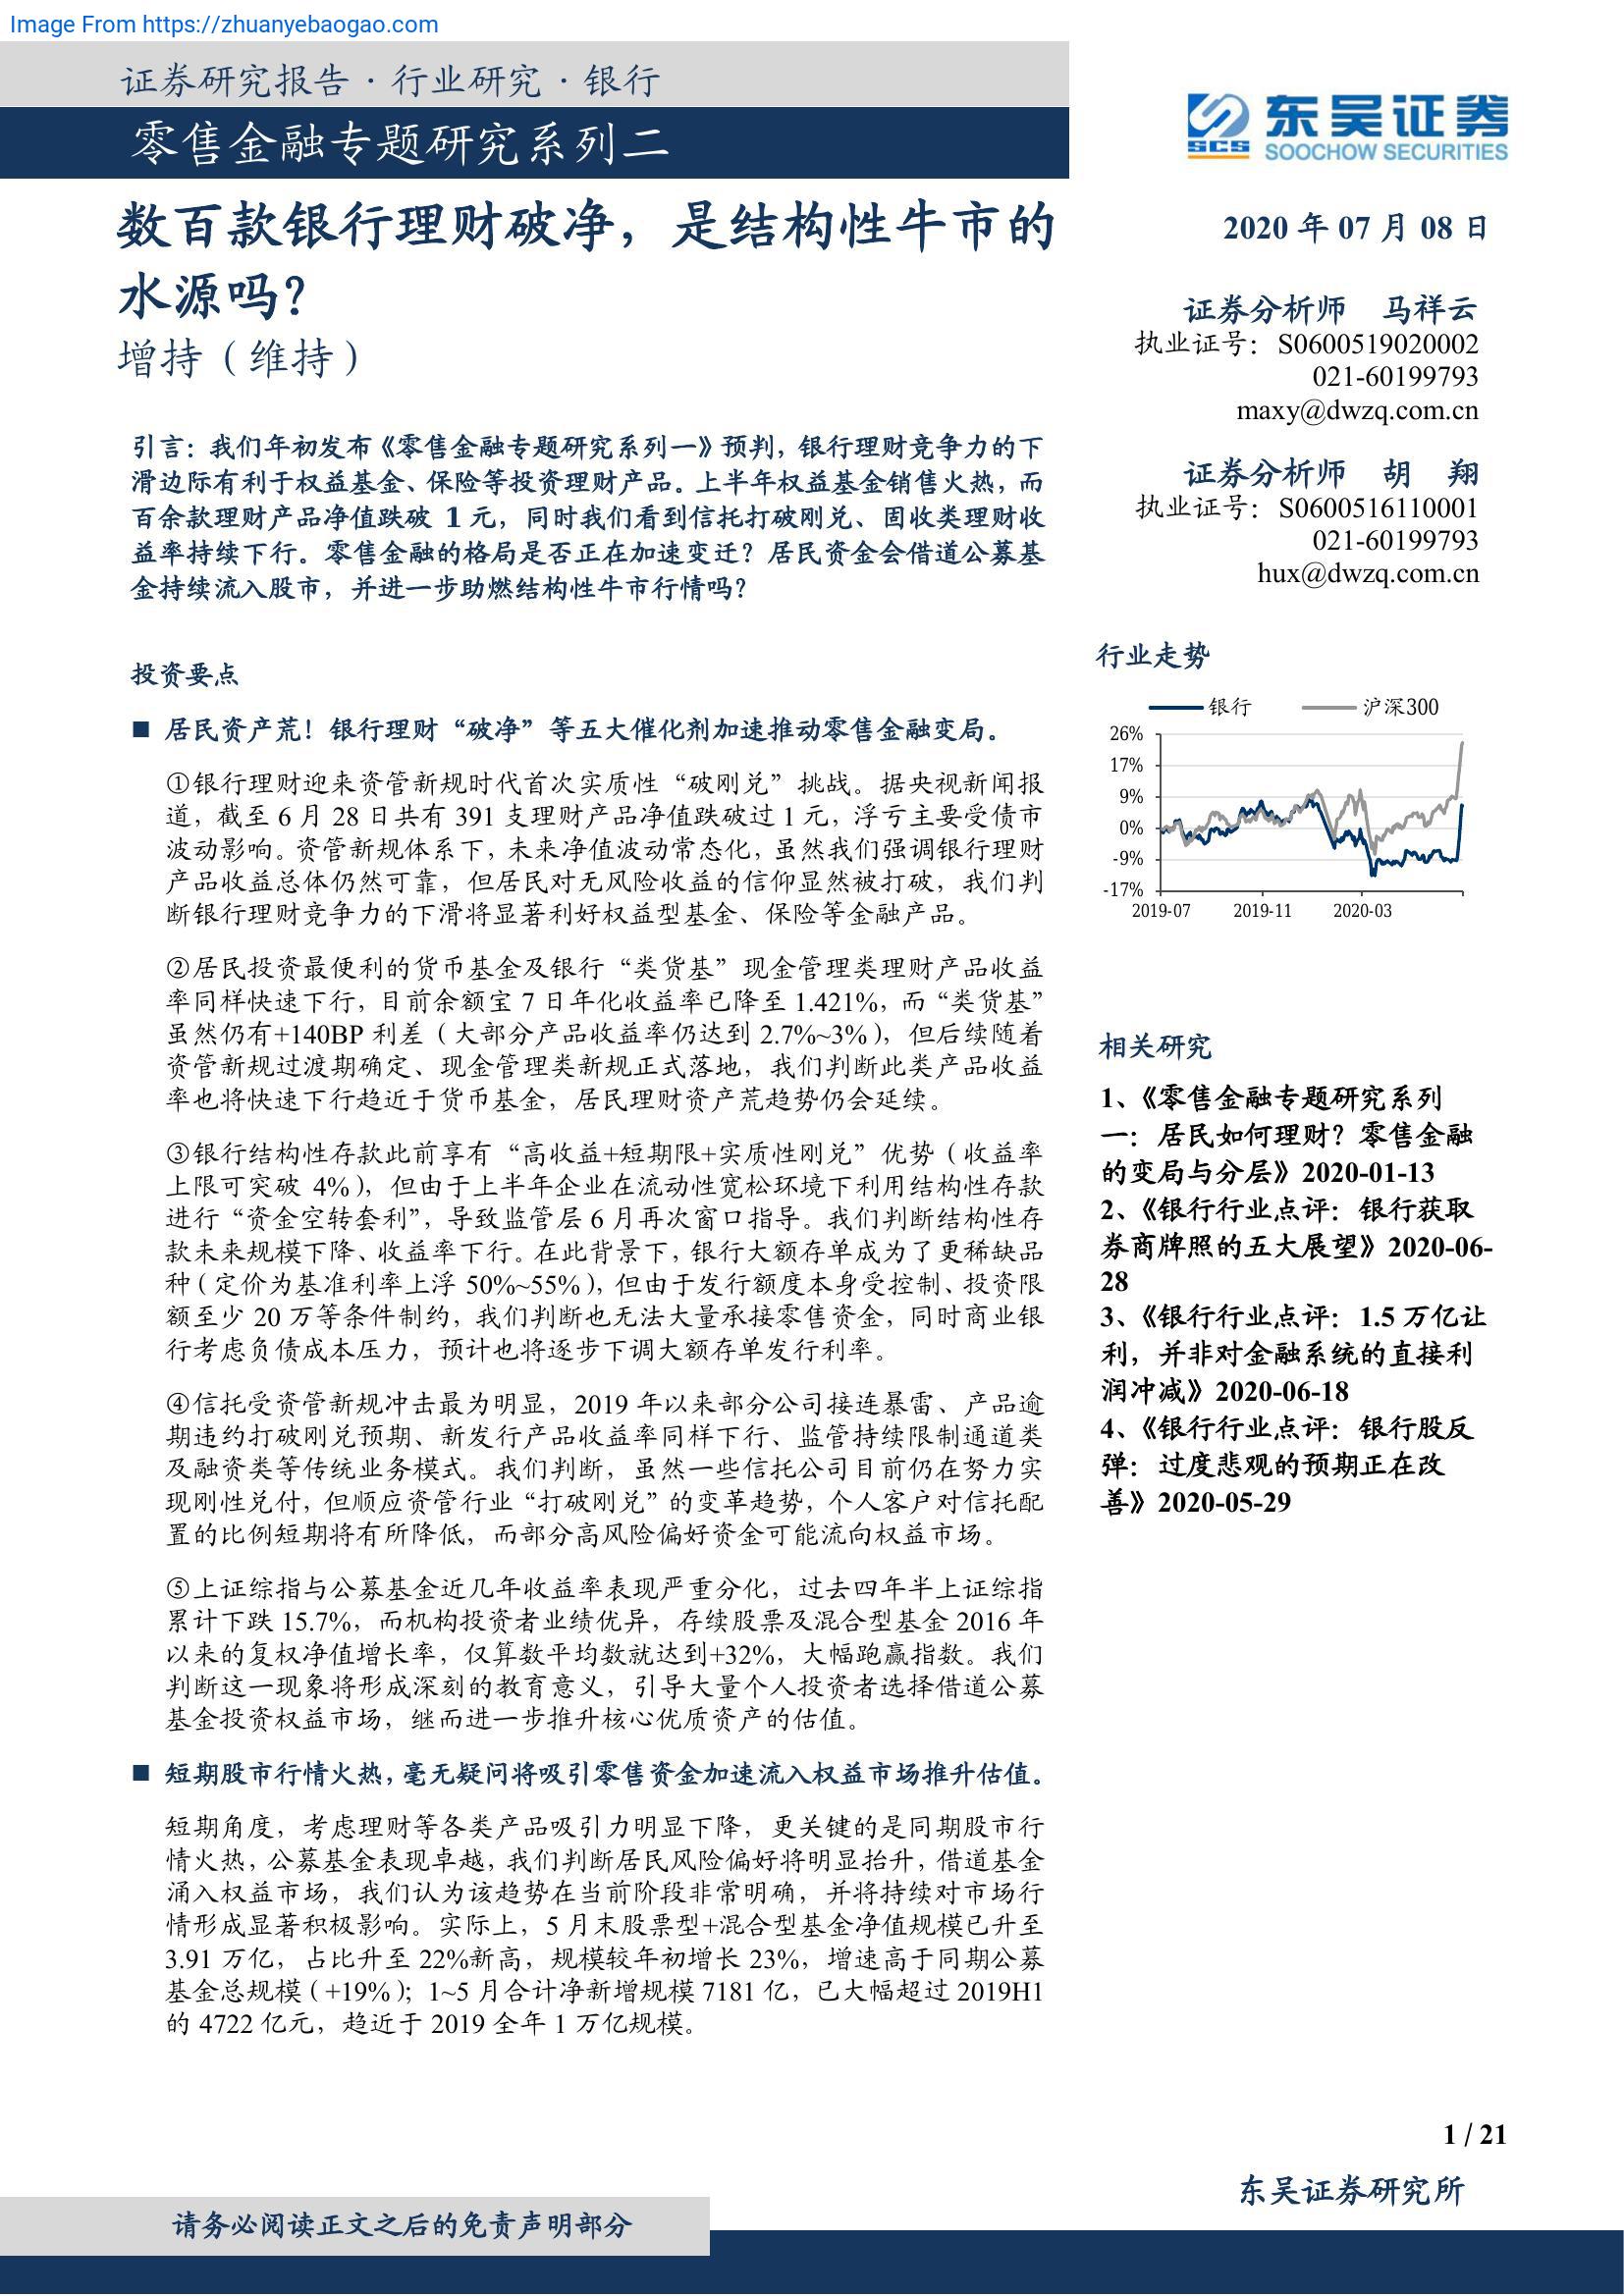 Image From https://zhuanyebaogao.com
证券研究报告·行业研究·银行
零售金融专题研究系列二
东吴证券
SCS
SOOCHOW SECURITIES
数百款银行理财破净，是结构性牛市的
水源吗？
增持（维持）
引言：我们年初发布《零售金融专题研究系列一》预判，银行理财竞争力的下
滑边际有利于权益基金、保险等投资理财产品。上半年权益基金销售火热，而
百余款理财产品净值跌破 1 元，同时我们看到信托打破刚兑、固收类理财收
益率持续下行。零售金融的格局是否正在加速变迁？居民资金会借道公募基
金持续流入股市，并进一步助燃结构性牛市行情吗？
投资要点
■ 居民资产荒！银行理财“破净”等五大催化剂加速推动零售金融变局。
①银行理财迎来资管新规时代首次实质性“破刚兑”挑战。据央视新闻报
道，截至 6 月 28 日共有 391 支理财产品净值跌破过 1 元，浮亏主要受债市
波动影响。资管新规体系下，未来净值波动常态化，虽然我们强调银行理财
产品收益总体仍然可靠，但居民对无风险收益的信仰显然被打破，我们判
断银行理财竞争力的下滑将显著利好权益型基金、保险等金融产品。
②居民投资最便利的货币基金及银行“类货基”现金管理类理财产品收益
率同样快速下行，目前余额宝 7 日年化收益率已降至 1.421%，而“类货基”
虽然仍有+140BP 利差（大部分产品收益率仍达到 2.7%~3%），但后续随着
资管新规过渡期确定、现金管理类新规正式落地，我们判断此类产品收益
率也将快速下行趋近于货币基金，居民理财资产荒趋势仍会延续。
③银行结构性存款此前享有“高收益+短期限+实质性刚兑”优势（收益率
上限可突破 4%），但由于上半年企业在流动性宽松环境下利用结构性存款
进行“资金空转套利”，导致监管层 6 月再次窗口指导。我们判断结构性存
款未来规模下降、收益率下行。在此背景下，银行大额存单成为了更稀缺品
种（定价为基准利率上浮 50%~55%），但由于发行额度本身受控制、投资限
额至少 20 万等条件制约，我们判断也无法大量承接零售资金，同时商业银
行考虑负债成本压力，预计也将逐步下调大额存单发行利率。
④信托受资管新规冲击最为明显，2019 年以来部分公司接连暴雷、产品逾
期违约打破刚兑预期、新发行产品收益率同样下行、监管持续限制通道类
及融资类等传统业务模式。我们判断，虽然一些信托公司目前仍在努力实
现刚性兑付，但顺应资管行业“打破刚兑”的变革趋势，个人客户对信托配
置的比例短期将有所降低，而部分高风险偏好资金可能流向权益市场。
⑤上证综指与公募基金近几年收益率表现严重分化，过去四年半上证综指
累计下跌 15.7%，而机构投资者业绩优异，存续股票及混合型基金 2016 年
以来的复权净值增长率，仅算数平均数就达到+32%，大幅跑赢指数。我们
判断这一现象将形成深刻的教育意义，引导大量个人投资者选择借道公募
基金投资权益市场，继而进一步推升核心优质资产的估值。
■ 短期股市行情火热，毫无疑问将吸引零售资金加速流入权益市场推升估值。
短期角度，考虑理财等各类产品吸引力明显下降，更关键的是同期股市行
情火热，公募基金表现卓越，我们判断居民风险偏好将明显抬升，借道基金
涌入权益市场，我们认为该趋势在当前阶段非常明确，并将持续对市场行
情形成显著积极影响。实际上，5 月末股票型+混合型基金净值规模已升至
3.91 万亿，占比升至 22%新高，规模较年初增长 23%，增速高于同期公募
基金总规模（+19%）；1~5 月合计净新增规模 7181 亿，已大幅超过 2019H1
的 4722 亿元，趋近于 2019 全年 1 万亿规模。
2020 年 07 月 08 日
证券分析师 马祥云
执业证号：S0600519020002
021-60199793
maxy@dwzq.com.cn
证券分析师 胡 翔
执业证号：S0600516110001
021-60199793
hux@dwzq.com.cn
行业走势
银行 沪深300
26%
17%
9%
0%
-9%
-17%
2019-07 2019-11 2020-03
相关研究
1、《零售金融专题研究系列
一：居民如何理财？零售金融
的变局与分层》2020-01-13
2、《银行行业点评：银行获取
券商牌照的五大展望》2020-06-
28
3、《银行行业点评：1.5 万亿让
利，并非对金融系统的直接利
润冲减》2020-06-18
4、《银行行业点评：银行股反
弹：过度悲观的预期正在改
善》2020-05-29
1 / 21
东吴证券研究所
请务必阅读正文之后的免责声明部分